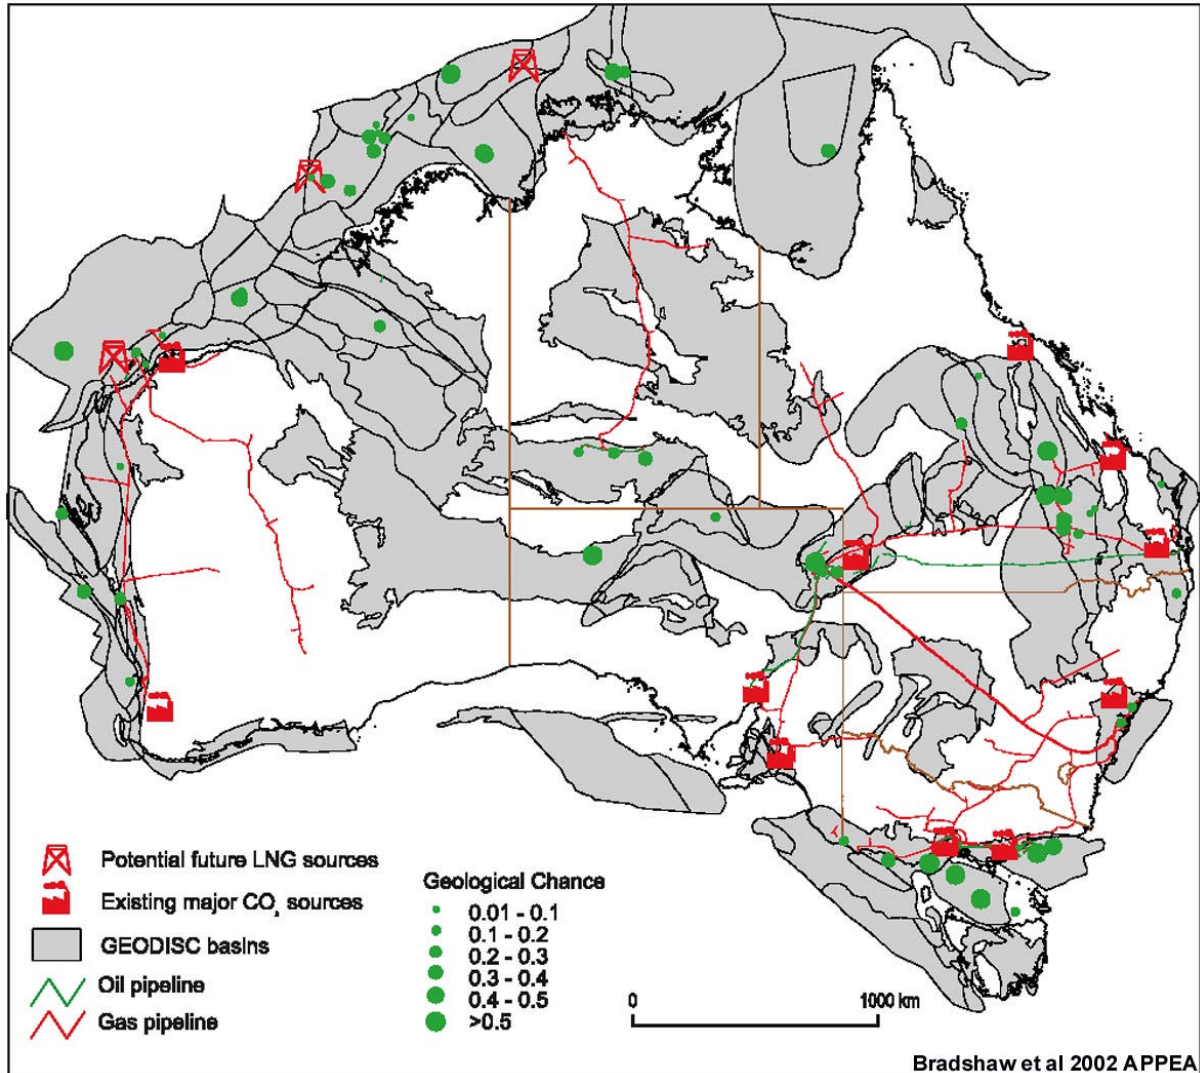 Potential future LNG sources
Existing major CO₂ sources
GEODISC basins
Oil pipeline
Gas pipeline
Geological Chance
0.01 - 0.1
0.1 - 0.2
0.2 - 0.3
0.3 - 0.4
0.4 - 0.5
>0.5
0 1000 km
Bradshaw et al 2002 APPEA